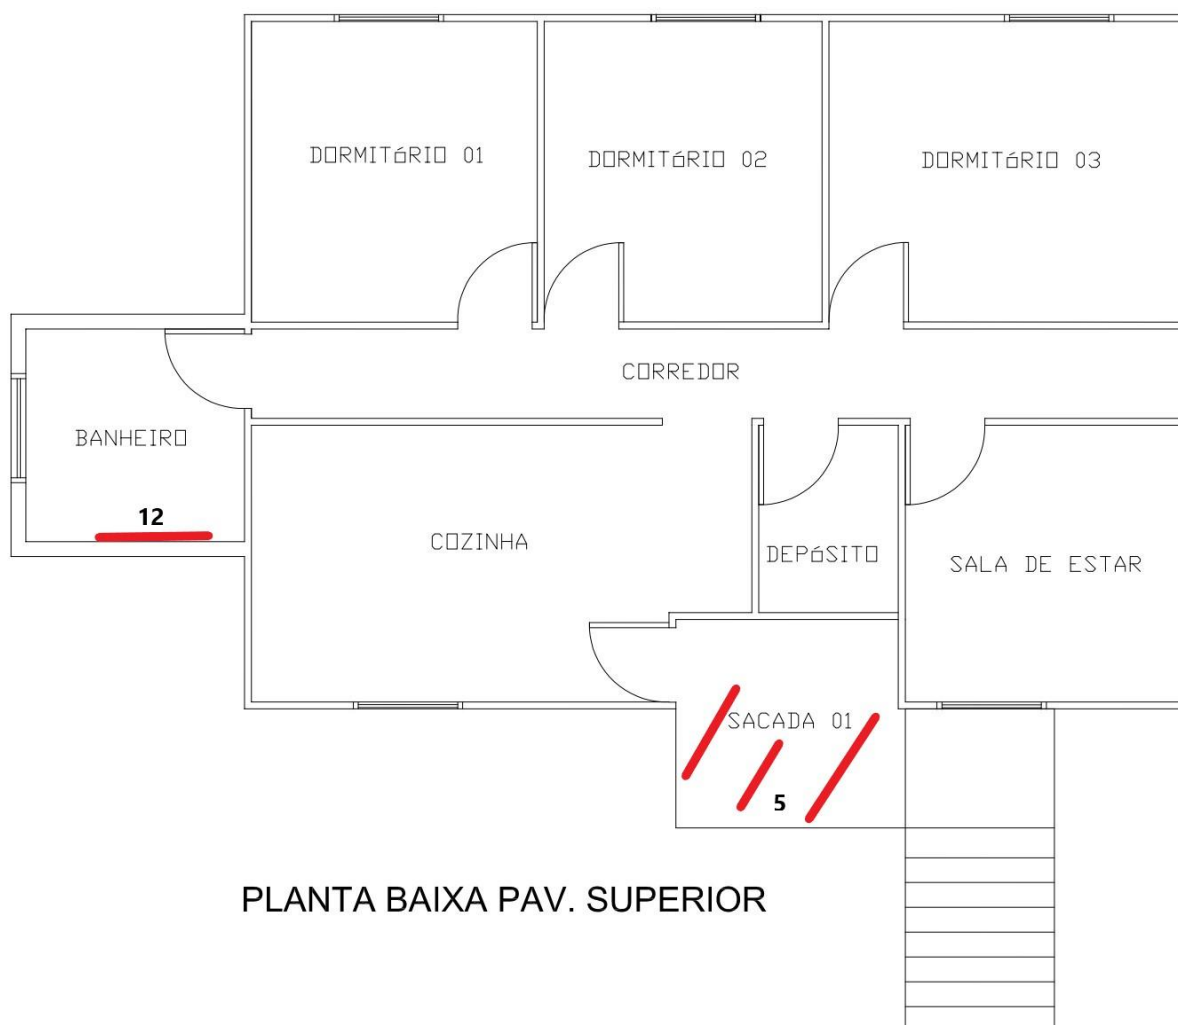 DORMITóRIO 01
DORMITóRIO 02
DORMITóRIO 03
CORREDOR
BANHEIRO
12
COZINHA
DEPóSITO
SALA DE ESTAR
SACADA 01
5
PLANTA BAIXA PAV. SUPERIOR